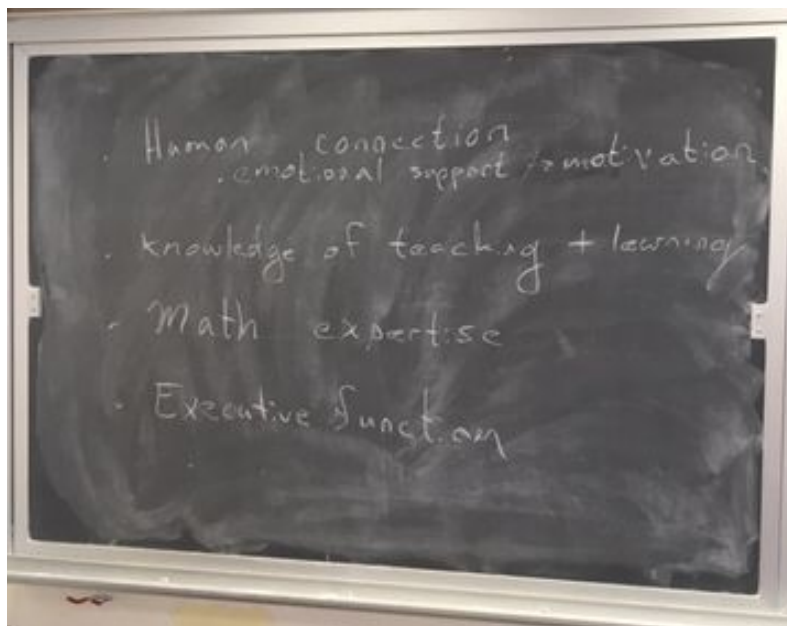 . Human connection
. emotional support → motivation
. knowledge of teaching + learning
- Math expertise
. Executive function